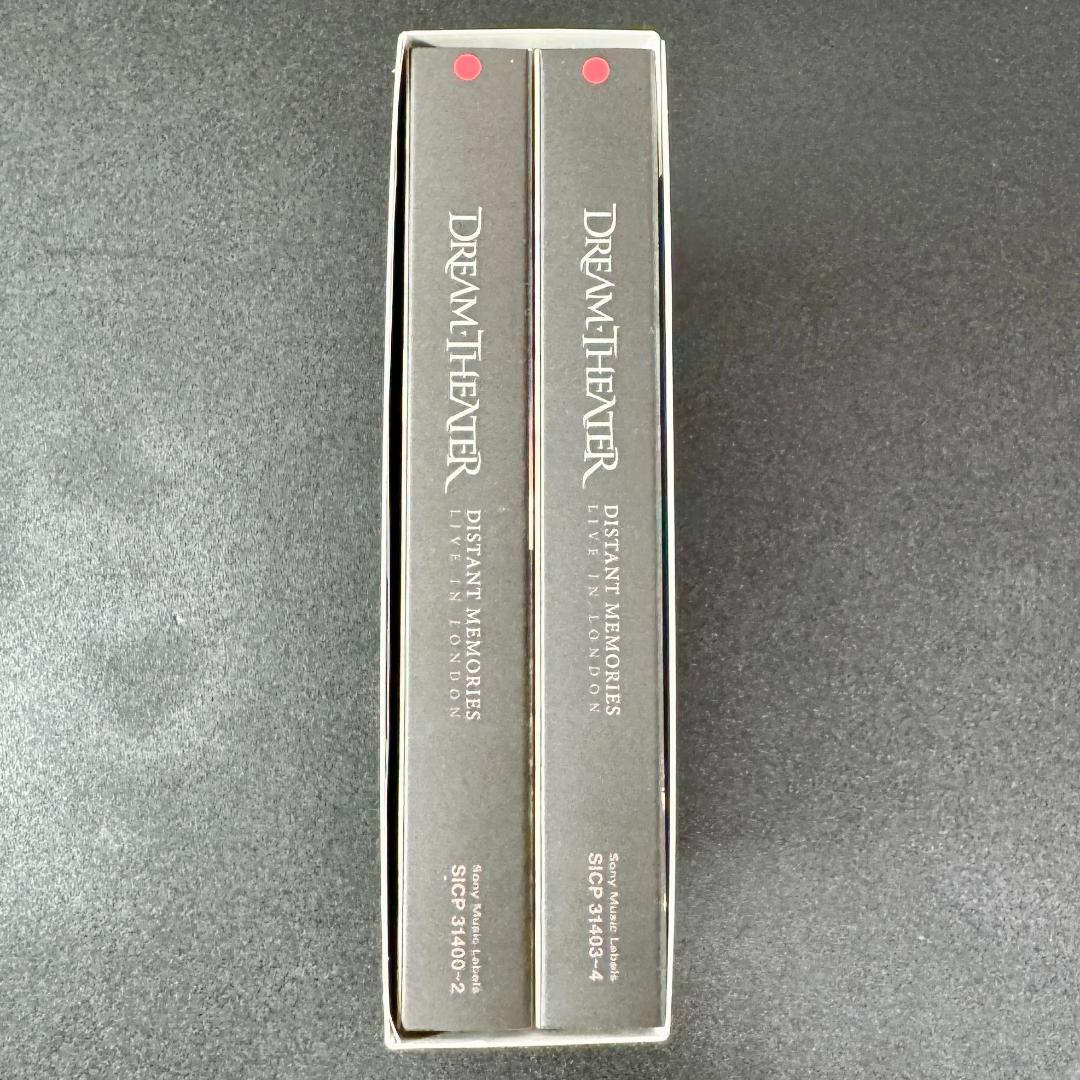 DREAM THEATER
DISTANT MEMORIES
LIVE IN LONDON
Sony Music Labels
SICP 31400~2
DREAM THEATER
DISTANT MEMORIES
LIVE IN LONDON
Sony Music Labels
SICP 31403~4